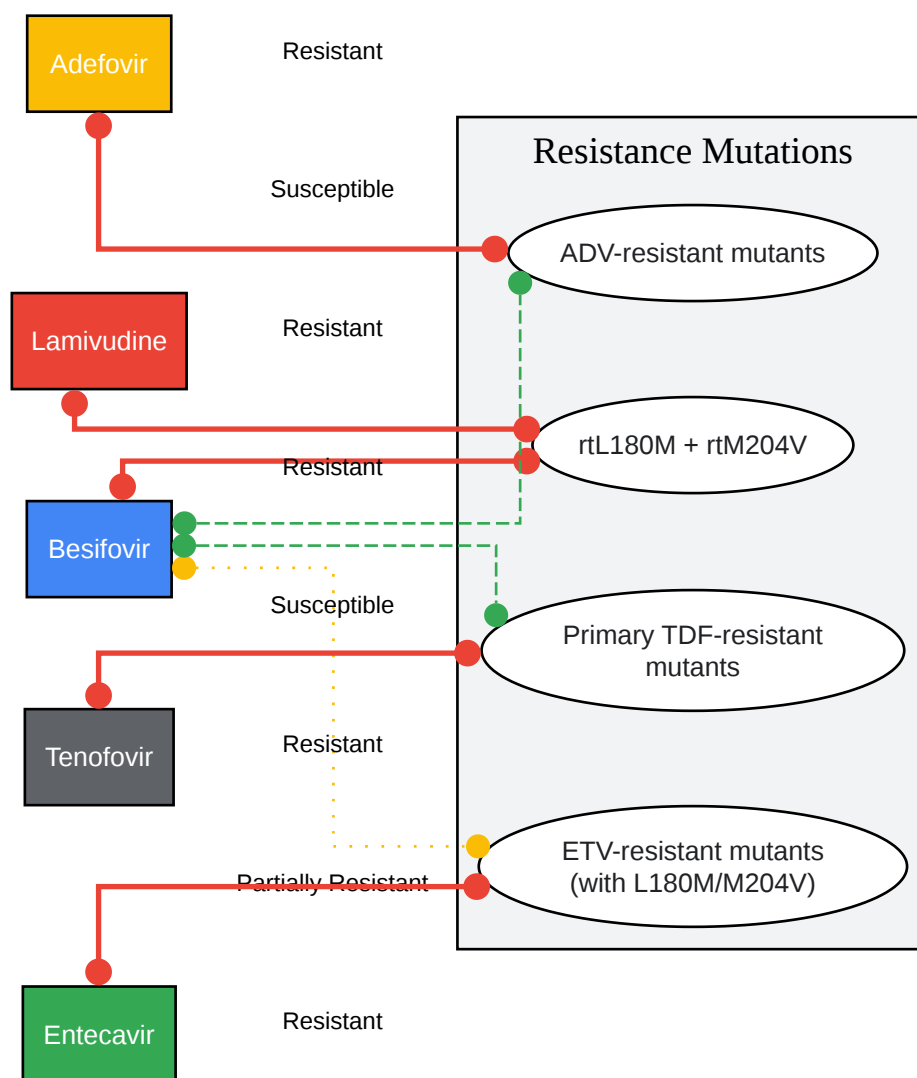 Adefovir
Resistant
Resistance Mutations
Susceptible
ADV-resistant mutants
Lamivudine
Resistant
rtL180M + rtM204V
Resistant
Besifovir
Susceptible
Primary TDF-resistant
mutants
Tenofovir
Resistant
ETV-resistant mutants
(with L180M/M204V)
Partially Resistant
Entecavir
Resistant